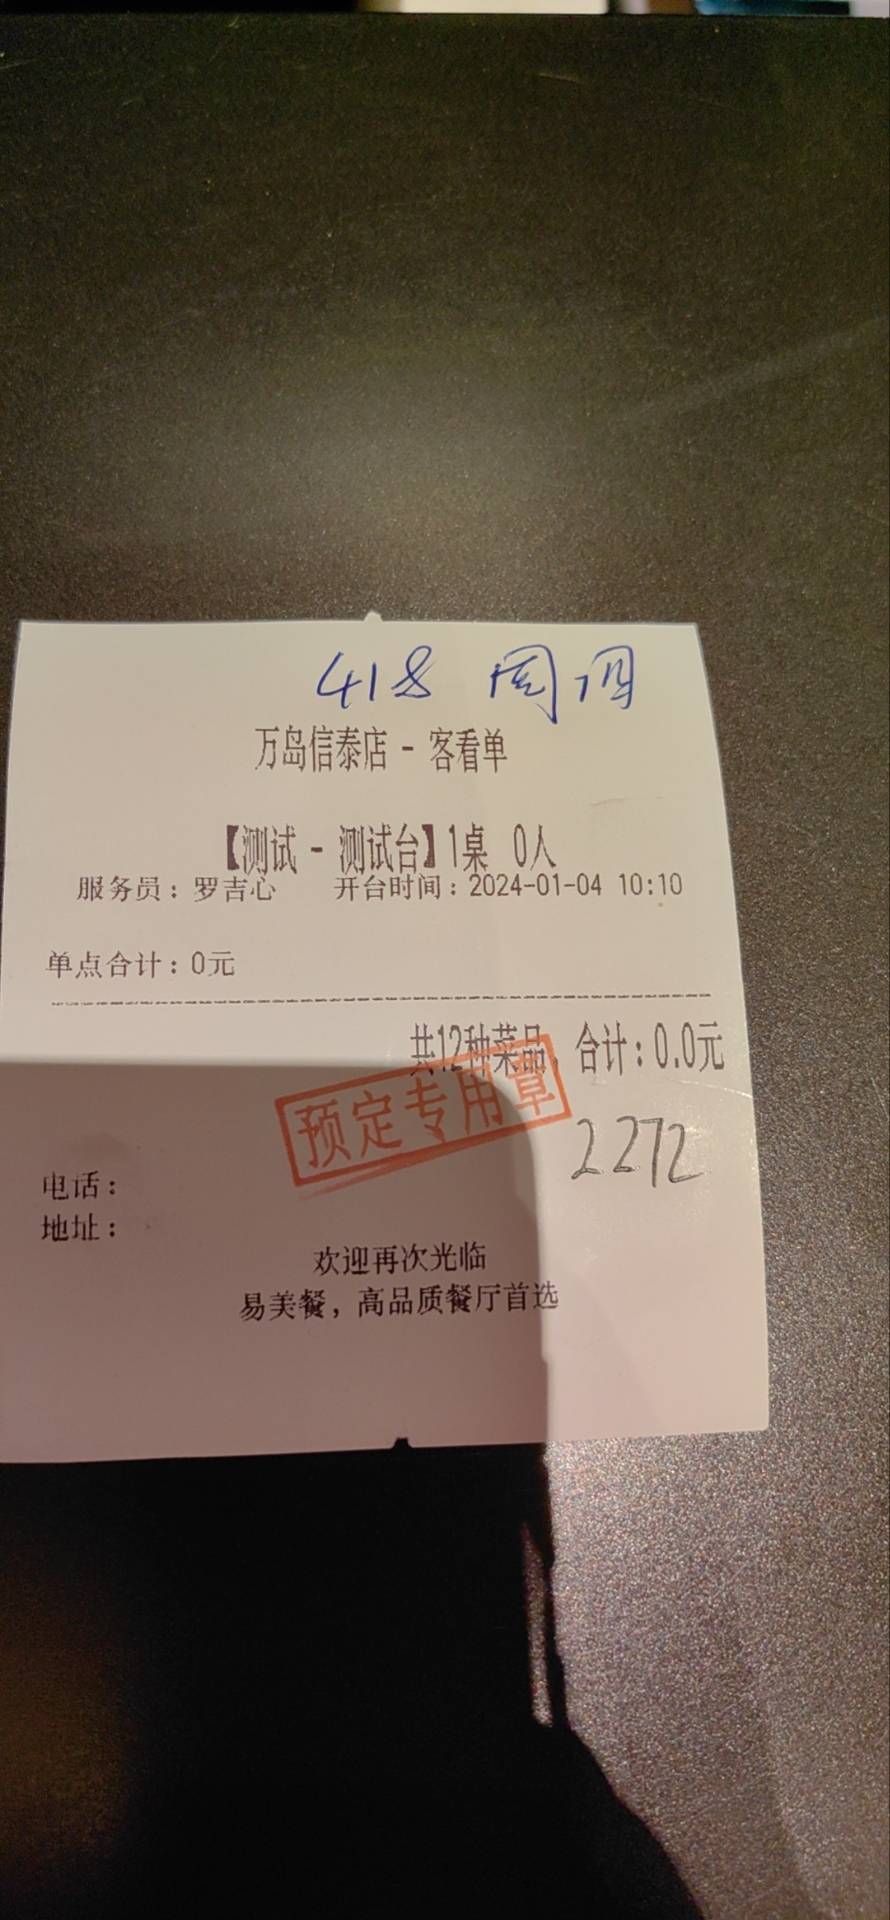 418 周
万岛信泰店 - 客看单
【测试 - 测试台】1桌 0人
服务员：罗吉心 开台时间：2024-01-04 10:10
单点合计：0元
共12种菜品，合计：0.0元
预定专用章
2272
电话：
地址：
欢迎再次光临
易美餐，高品质餐厅首选